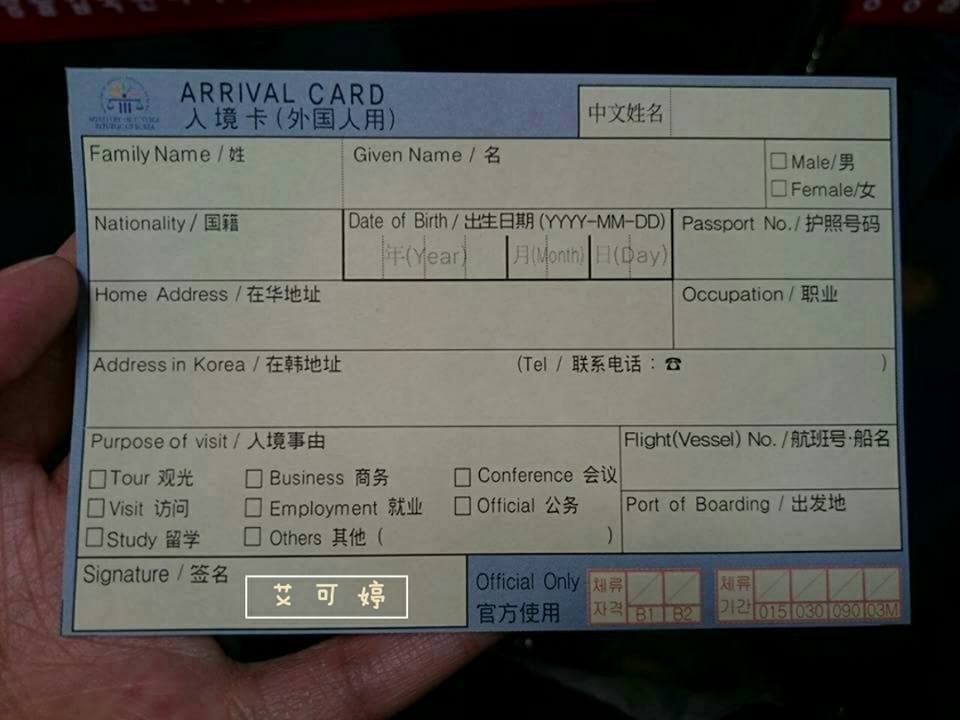 ARRIVAL CARD
入境卡(外国人用)
中文姓名
Family Name / 姓
Given Name / 名
□ Male/男
□ Female/女
Nationality / 国籍
Date of Birth / 出生日期 (YYYY-MM-DD)
年(Year) 月(Month) 日(Day)
Passport No. / 护照号码
Home Address / 在华地址
Occupation / 职业
Address in Korea / 在韩地址
(Tel / 联系电话 : ☎ )
Purpose of visit / 入境事由
Flight(Vessel) No. / 航班号·船名
□ Tour 观光 □ Business 商务 □ Conference 会议
□ Visit 访问 □ Employment 就业 □ Official 公务
□ Study 留学 □ Others 其他 ( )
Port of Boarding / 出发地
Signature / 签名
艾可婷
Official Only
官方使用
체류
자격 B1 B2
체류
기간 015 030 090 03M